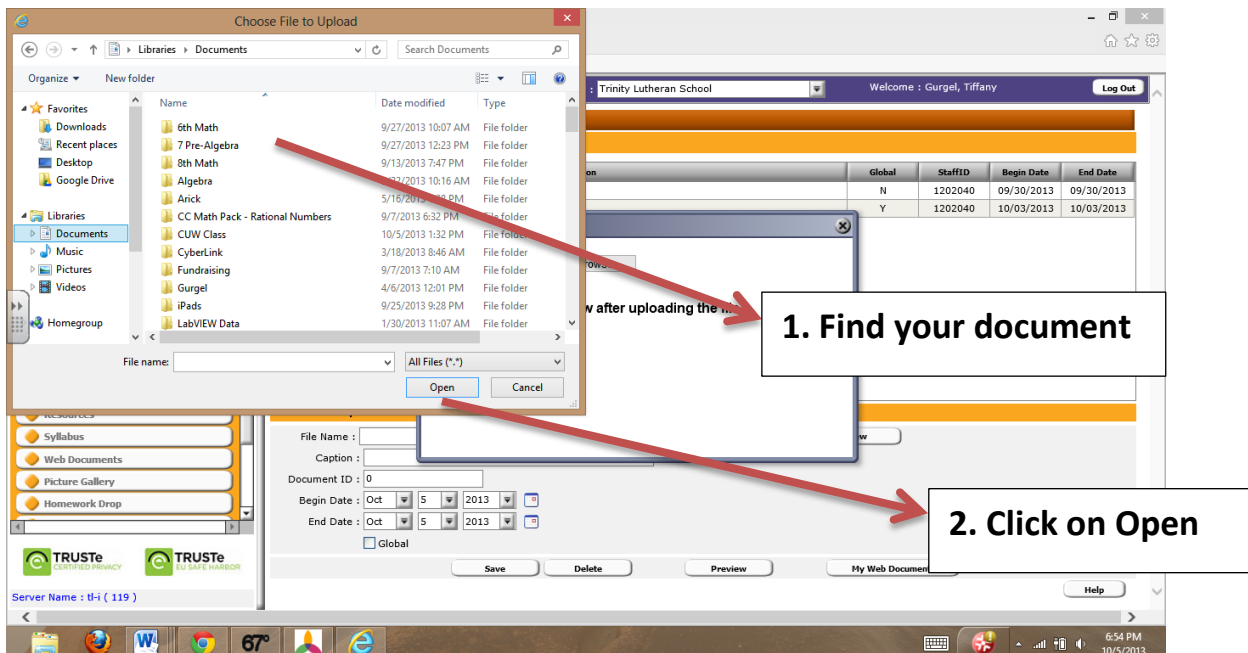 Choose File to Upload
Libraries Documents
Search Documents
Organize New folder
Name Date modified Type
Favorites
Downloads
Recent places
Desktop
Google Drive
Libraries
Documents
Music
Pictures
Videos
Homegroup
6th Math 9/27/2013 10:07 AM File folder
7 Pre-Algebra 9/27/2013 12:23 PM File folder
8th Math 9/13/2013 7:47 PM File folder
Algebra 10:16 AM File folder
Arick File folder
CC Math Pack - Rational Numbers 9/7/2013 6:32 PM File folder
CUW Class 10/5/2013 1:32 PM File folder
CyberLink 3/18/2013 8:46 AM File folder
Fundraising 9/7/2013 7:10 AM File folder
Gurgel 4/6/2013 12:01 PM File folder
iPads 9/25/2013 9:28 PM File folder
LabVIEW Data 1/30/2013 11:07 AM File folder
File name: All Files (*.*)
Open Cancel
: Trinity Lutheran School Welcome : Gurgel, Tiffany Log Out
on Global StaffID Begin Date End Date
N 1202040 09/30/2013 09/30/2013
Y 1202040 10/03/2013 10/03/2013
w after uploading the
1. Find your document
2. Click on Open
Resources
Syllabus
Web Documents
Picture Gallery
Homework Drop
File Name :
Caption :
Document ID : 0
Begin Date : Oct 5 2013
End Date : Oct 5 2013
Global
Save Delete Preview My Web Docume
Help
TRUSTe
CERTIFIED PRIVACY
TRUSTe
EU SAFE HARBOR
Server Name : tl-i ( 119 )
67°
6:54 PM
10/5/2013